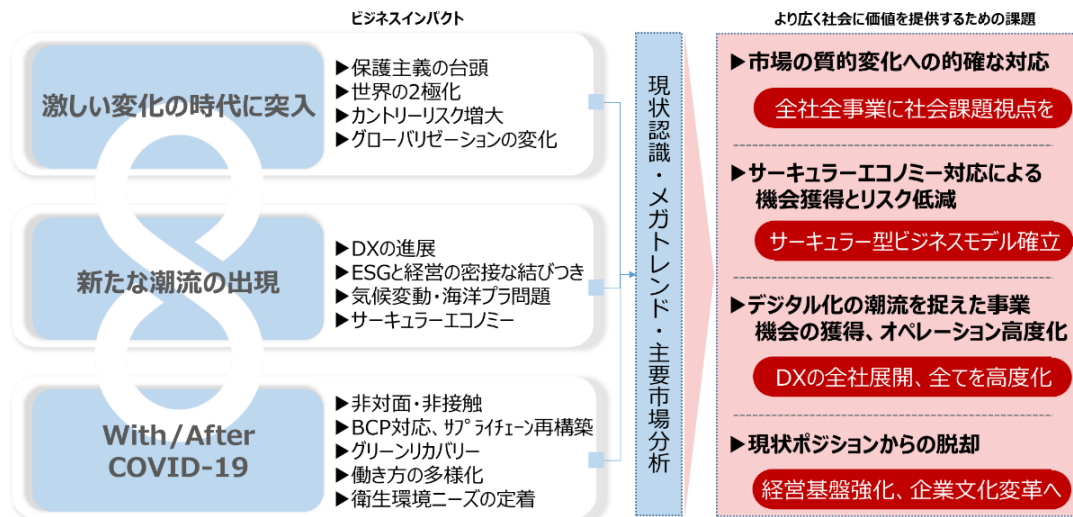 ビジネスインパクト
激しい変化の時代に突入
▶保護主義の台頭
▶世界の2極化
▶カントリーリスク増大
▶グローバリゼーションの変化
新たな潮流の出現
▶DXの進展
▶ESGと経営の密接な結びつき
▶気候変動・海洋プラ問題
▶サーキュラーエコノミー
With/After
COVID-19
▶非対面・非接触
▶BCP対応、ｻﾌﾟﾗｲﾁｪｰﾝ再構築
▶グリーンリカバリー
▶働き方の多様化
▶衛生環境ニーズの定着
現状認識・メガトレンド・主要市場分析
より広く社会に価値を提供するための課題
▶市場の質的変化への的確な対応
全社全事業に社会課題視点を
▶サーキュラーエコノミー対応による
機会獲得とリスク低減
サーキュラー型ビジネスモデル確立
▶デジタル化の潮流を捉えた事業
機会の獲得、オペレーション高度化
DXの全社展開、全てを高度化
▶現状ポジションからの脱却
経営基盤強化、企業文化変革へ